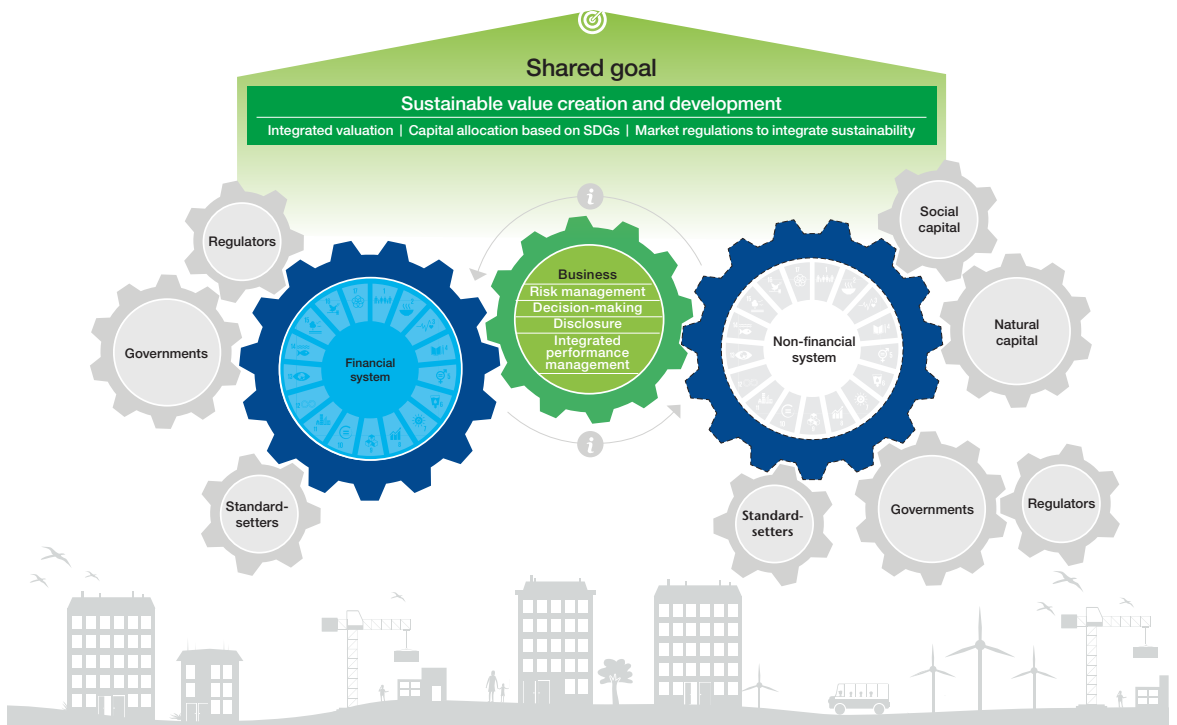 Shared goal
Sustainable value creation and development
Integrated valuation | Capital allocation based on SDGs | Market regulations to integrate sustainability
Regulators
Governments
Standard-
setters
Financial
system
i
Business
Risk management
Decision-making
Disclosure
Integrated
performance
management
i
Non-financial
system
Social
capital
Natural
capital
Standard-
setters
Governments
Regulators